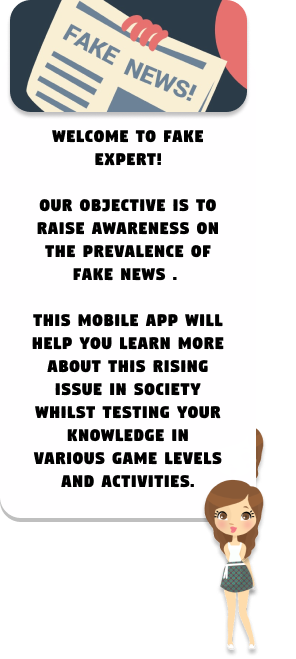 FAKE NEWS!
WELCOME TO FAKE
EXPERT!
OUR OBJECTIVE IS TO
RAISE AWARENESS ON
THE PREVALENCE OF
FAKE NEWS .
THIS MOBILE APP WILL
HELP YOU LEARN MORE
ABOUT THIS RISING
ISSUE IN SOCIETY
WHILST TESTING YOUR
KNOWLEDGE IN
VARIOUS GAME LEVELS
AND ACTIVITIES.